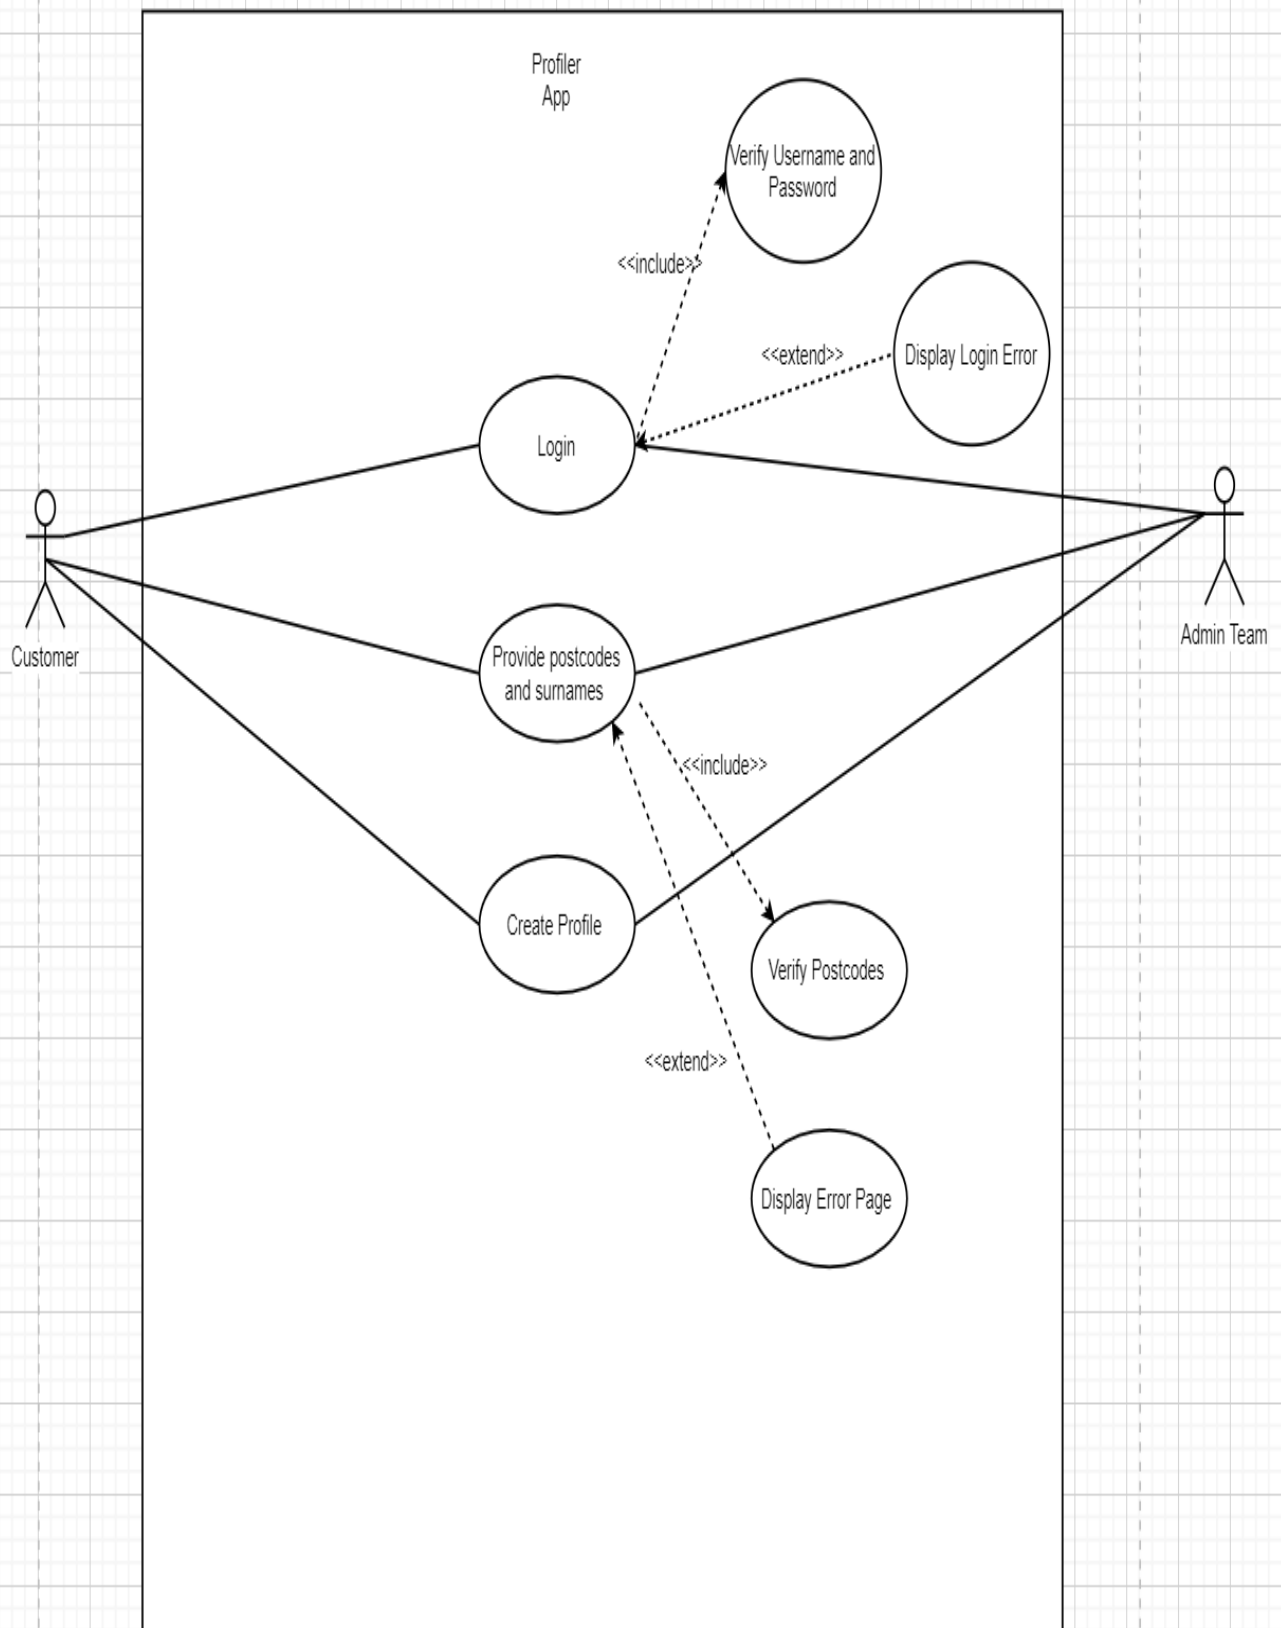 Profiler
App
Verify Username and
Password
<<include>>
<<extend>>
Display Login Error
Login
Customer
Admin Team
Provide postcodes
and surnames
<<include>>
Create Profile
Verify Postcodes
<<extend>>
Display Error Page